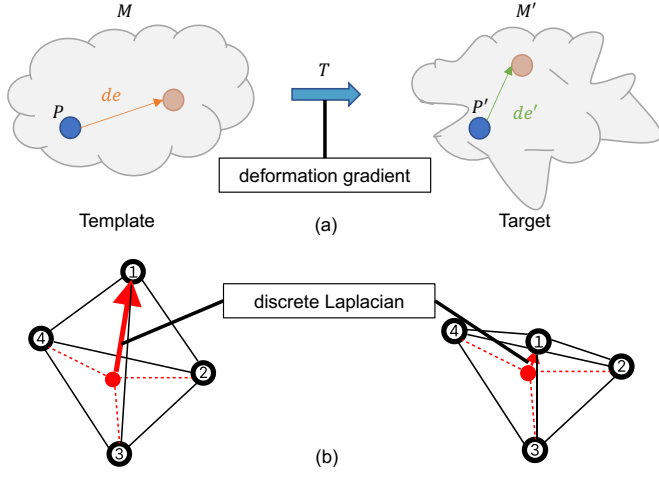 M
T
M′
P
de
P′
de′
deformation gradient
Template
(a)
Target
1
discrete Laplacian
4
2
3
4
1
2
3
(b)